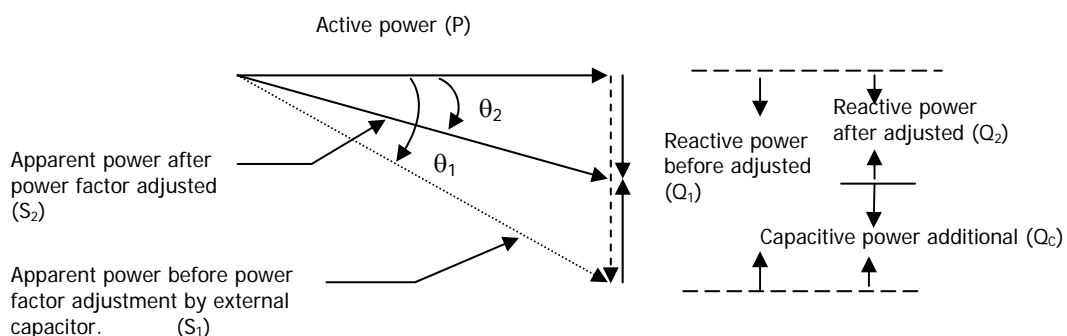 Active power (P)
θ2
θ1
Apparent power after
power factor adjusted
(S2)
Apparent power before power
factor adjustment by external
capacitor. (S1)
Reactive power
before adjusted
(Q1)
Reactive power
after adjusted (Q2)
Capacitive power additional (QC)